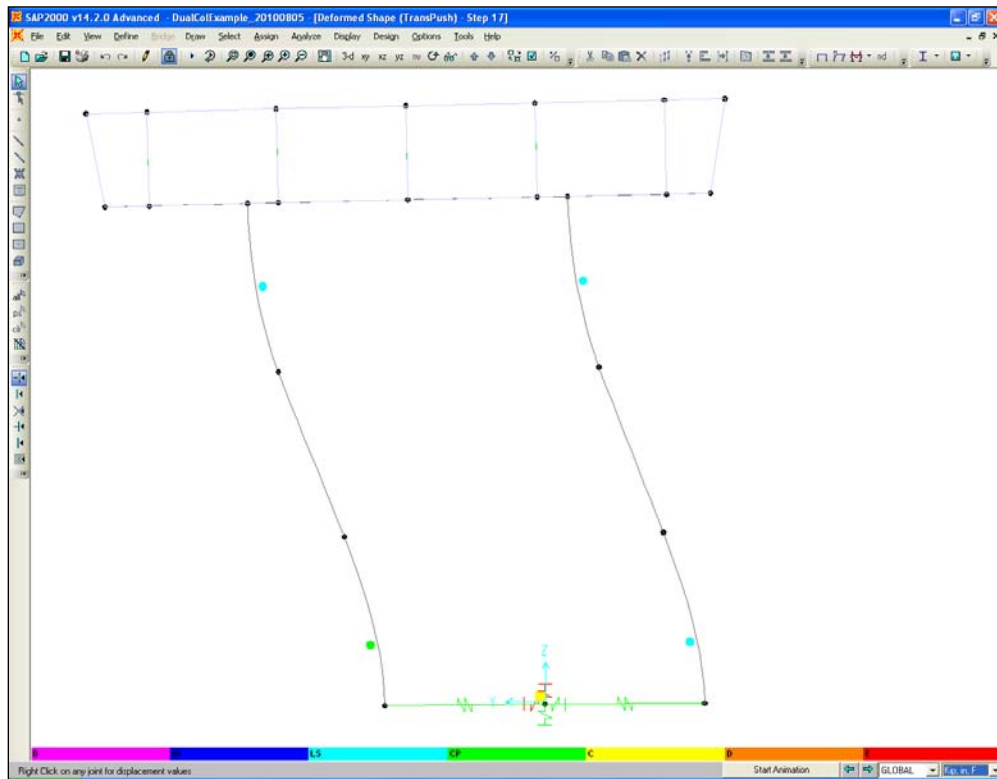 SAP2000 v14.2.0 Advanced - DualColExample_20100805 - [Deformed Shape (TransPush) - Step 17]
File Edit View Define Bridge Draw Select Assign Analyze Display Design Options Tools Help
3-d xy xz yz nv nd
Z
Y
B LS CP C D E
Right Click on any joint for displacement values Start Animation GLOBAL Kip, in, F